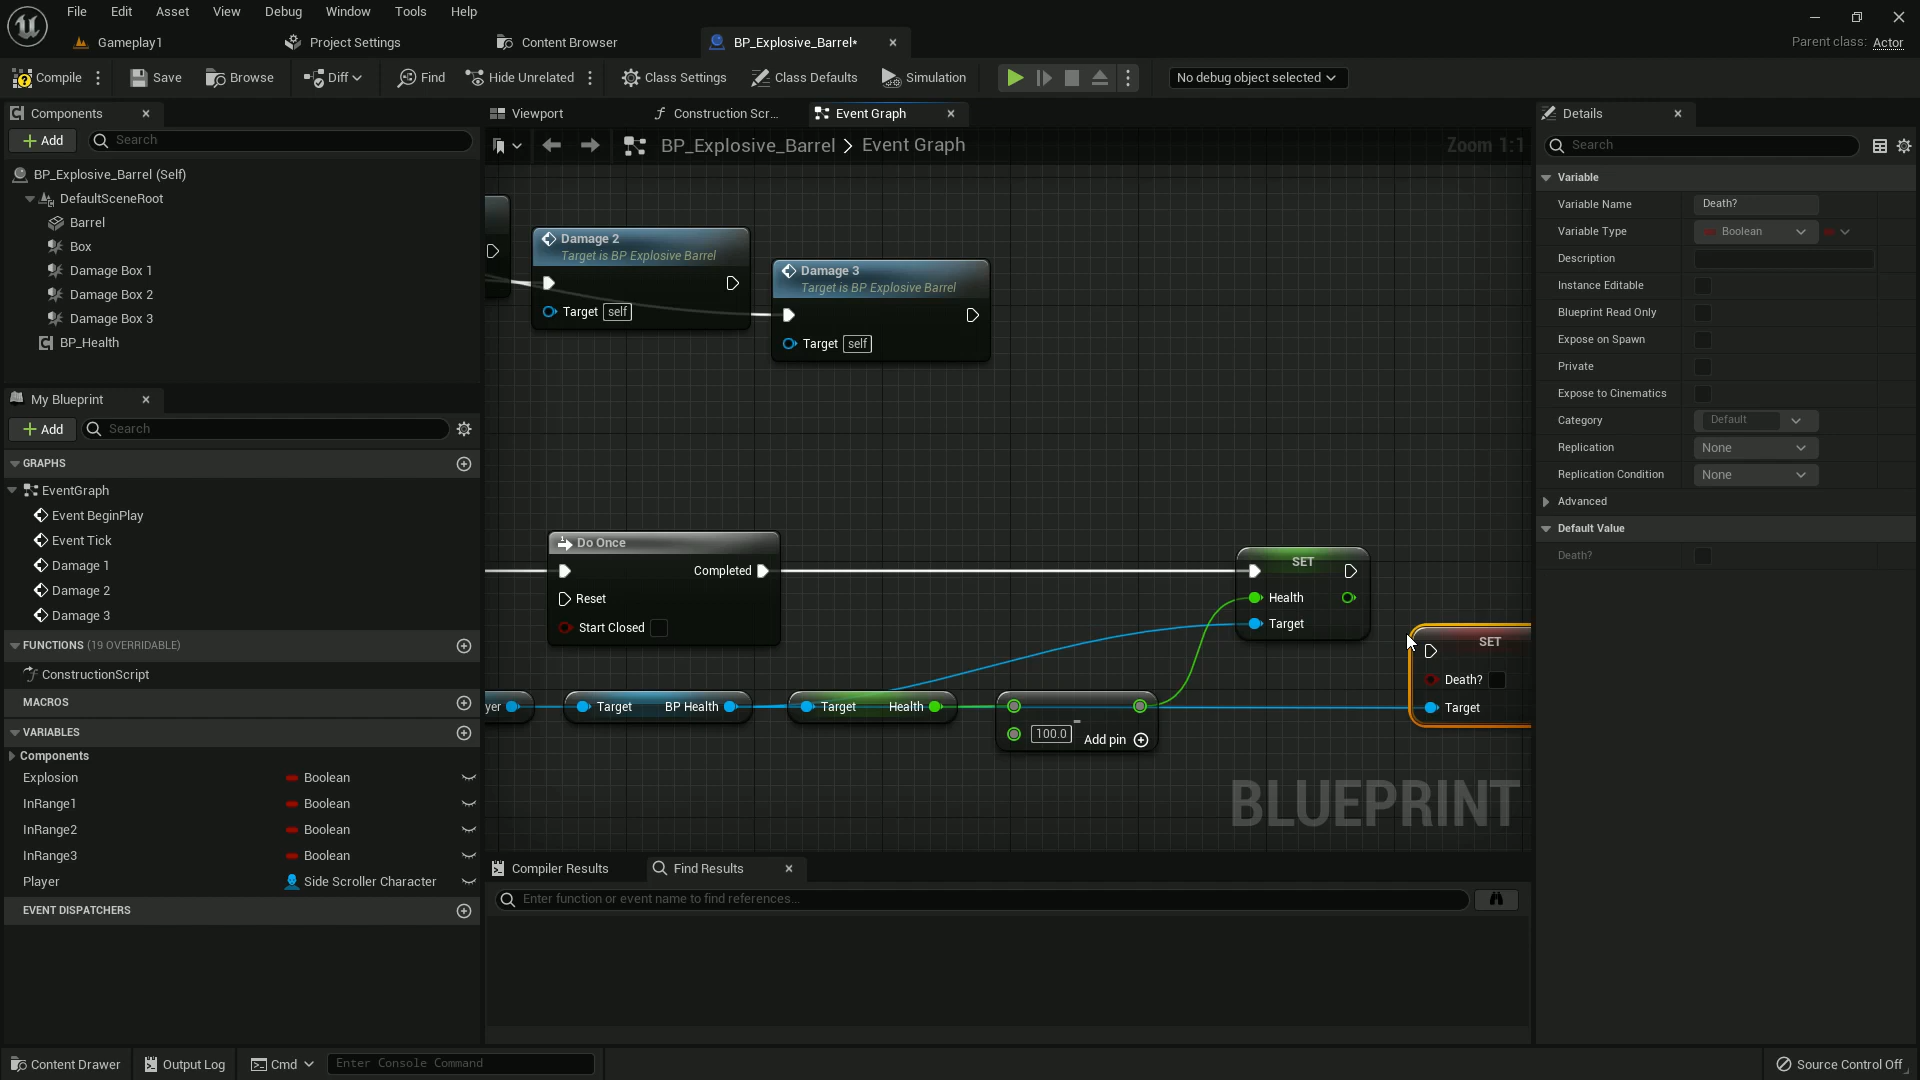 File Edit Asset View Debug Window Tools Help
Gameplay1 Project Settings Content Browser BP_Explosive_Barrel*
Parent class: Actor
Compile Save Browse Diff Find Hide Unrelated Class Settings Class Defaults Simulation No debug object selected
Components
Add Search
BP_Explosive_Barrel (Self)
DefaultSceneRoot
Barrel
Box
Damage Box 1
Damage Box 2
Damage Box 3
BP_Health
My Blueprint
Add Search
GRAPHS
EventGraph
Event BeginPlay
Event Tick
Damage 1
Damage 2
Damage 3
FUNCTIONS (19 OVERRIDABLE)
ConstructionScript
MACROS
VARIABLES
Components
Explosion Boolean
InRange1 Boolean
InRange2 Boolean
InRange3 Boolean
Player Side Scroller Character
EVENT DISPATCHERS
Viewport Construction Scr... Event Graph
BP_Explosive_Barrel > Event Graph
Zoom 1:1
Damage 2
Target is BP Explosive Barrel
Target self
Damage 3
Target is BP Explosive Barrel
Target self
Do Once
Completed
Reset
Start Closed
SET
Health
Target
SET
Death?
Target
yer
Target BP Health
Target Health
-
100.0 Add pin
BLUEPRINT
Compiler Results Find Results
Enter function or event name to find references...
Details
Search
Variable
Variable Name Death?
Variable Type Boolean
Description
Instance Editable
Blueprint Read Only
Expose on Spawn
Private
Expose to Cinematics
Category Default
Replication None
Replication Condition None
Advanced
Default Value
Death?
Content Drawer Output Log Cmd Enter Console Command
Source Control Off